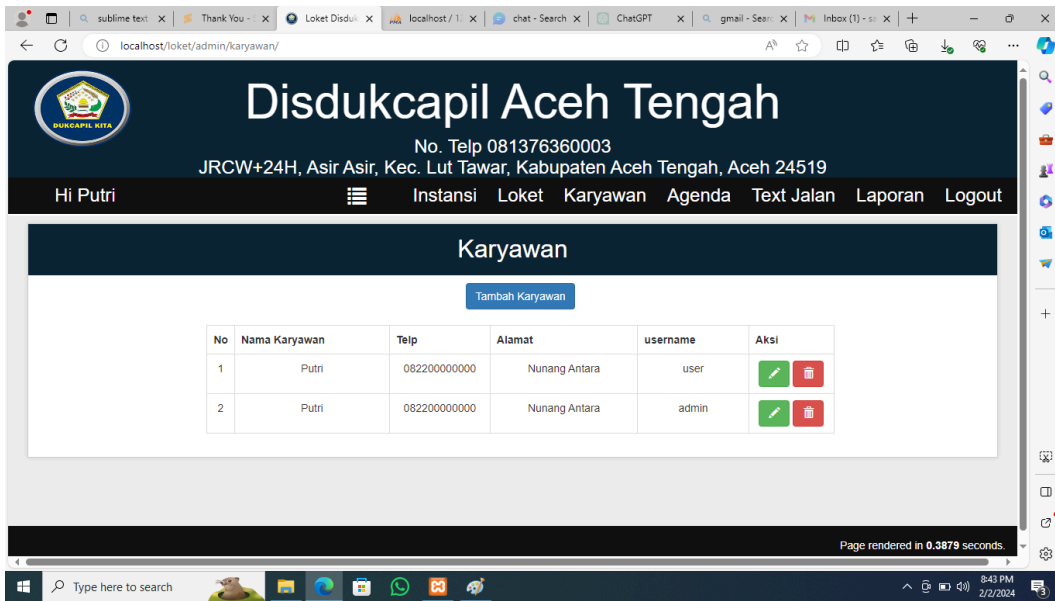 sublime text
Thank You -
Loket Disduk
localhost / 1
chat - Search
ChatGPT
gmail - Sear
Inbox (1) - sa
localhost/loket/admin/karyawan/
DUKCAPIL KITA
Disdukcapil Aceh Tengah
No. Telp 081376360003
JRCW+24H, Asir Asir, Kec. Lut Tawar, Kabupaten Aceh Tengah, Aceh 24519
Hi Putri Instansi Loket Karyawan Agenda Text Jalan Laporan Logout
Karyawan
Tambah Karyawan
No Nama Karyawan Telp Alamat username Aksi
1 Putri 082200000000 Nunang Antara user
2 Putri 082200000000 Nunang Antara admin
Page rendered in 0.3879 seconds.
Type here to search
8:43 PM
2/2/2024